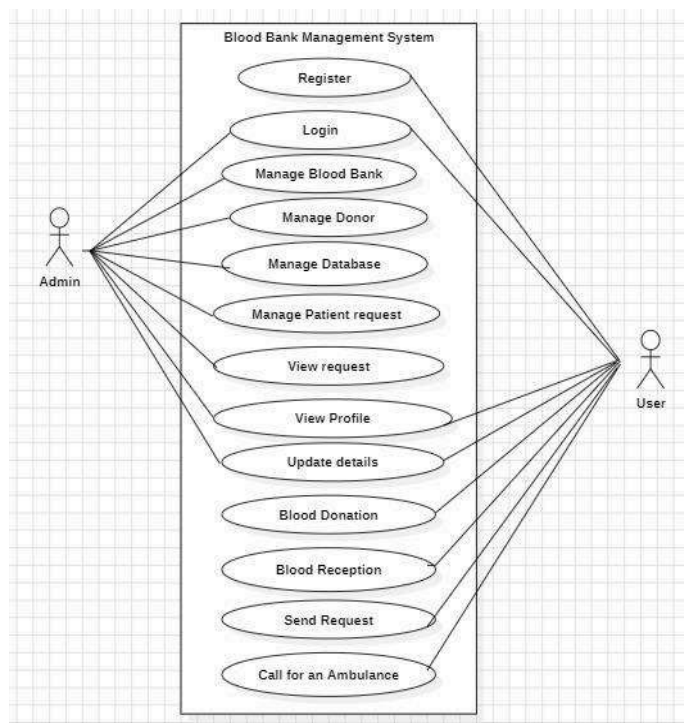 Blood Bank Management System
Register
Login
Manage Blood Bank
Manage Donor
Manage Database
Admin
Manage Patient request
View request
User
View Profile
Update details
Blood Donation
Blood Reception
Send Request
Call for an Ambulance